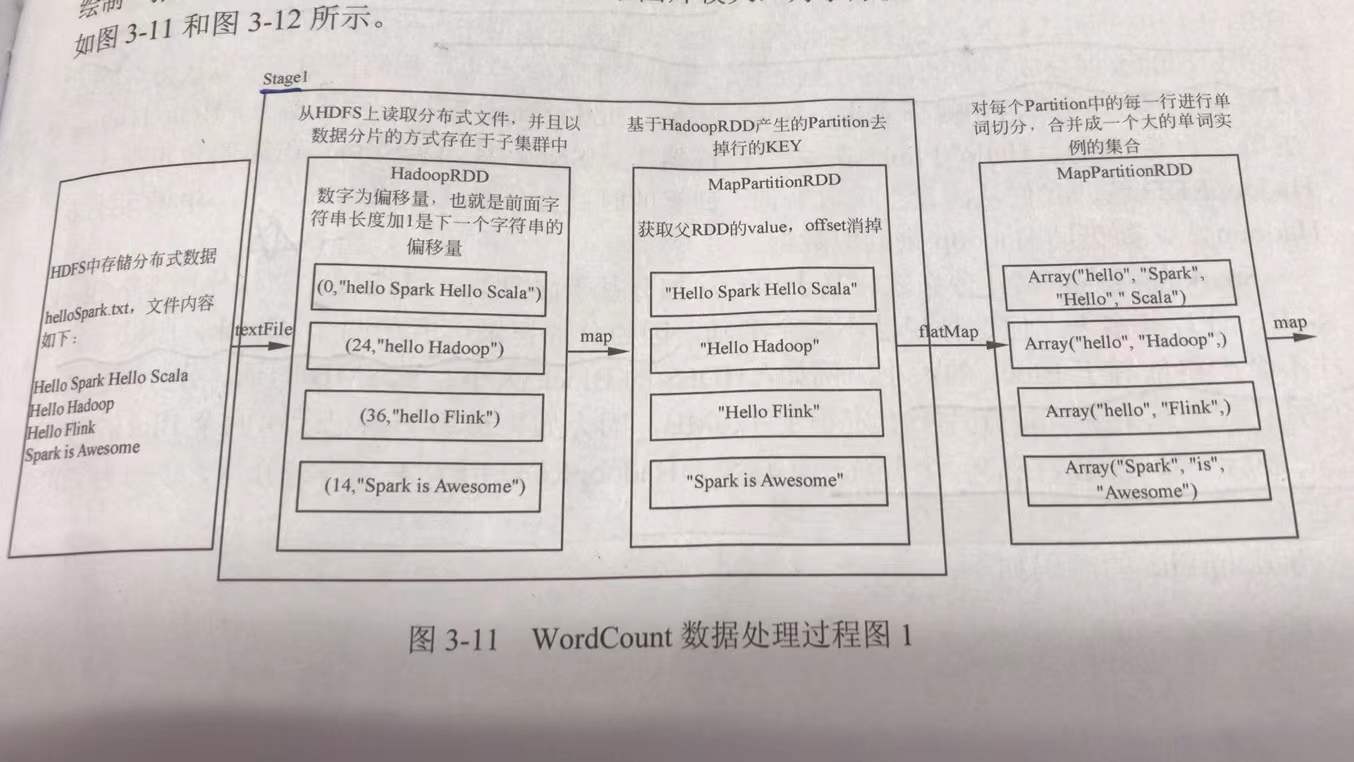 如图 3-11 和图 3-12 所示。
Stage1
从HDFS上读取分布式文件，并且以
数据分片的方式存在于子集群中
HadoopRDD
数字为偏移量，也就是前面字
符串长度加1是下一个字符串的
偏移量
(0,"hello Spark Hello Scala")
(24,"hello Hadoop")
(36,"hello Flink")
(14,"Spark is Awesome")
基于HadoopRDD产生的Partition去
掉行的KEY
MapPartitionRDD
获取父RDD的value，offset消掉
"Hello Spark Hello Scala"
"Hello Hadoop"
"Hello Flink"
"Spark is Awesome"
对每个Partition中的每一行进行单
词切分，合并成一个大的单词实
例的集合
MapPartitionRDD
Array("hello", "Spark",
"Hello"," Scala")
Array("hello", "Hadoop",)
Array("hello", "Flink",)
Array("Spark", "is",
"Awesome")
HDFS中存储分布式数据
helloSpark.txt，文件内容
如下：
Hello Spark Hello Scala
Hello Hadoop
Hello Flink
Spark is Awesome
textFile
map
flatMap
map
图 3-11 WordCount 数据处理过程图 1